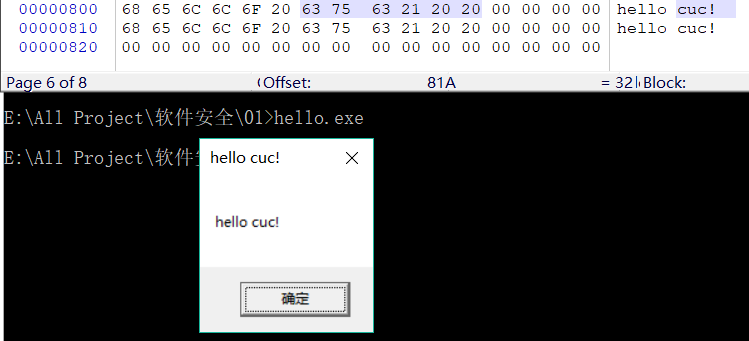 00000800 68 65 6C 6C 6F 20 63 75 63 21 20 20 00 00 00 00 hello cuc!
00000810 68 65 6C 6C 6F 20 63 75 63 21 20 20 00 00 00 00 hello cuc!
00000820 00 00 00 00 00 00 00 00 00 00 00 00 00 00 00 00
Page 6 of 8 Offset: 81A = 32 Block:
E:\All Project\软件安全\01>hello.exe
E:\All Project\软件
hello cuc!
hello cuc!
确定